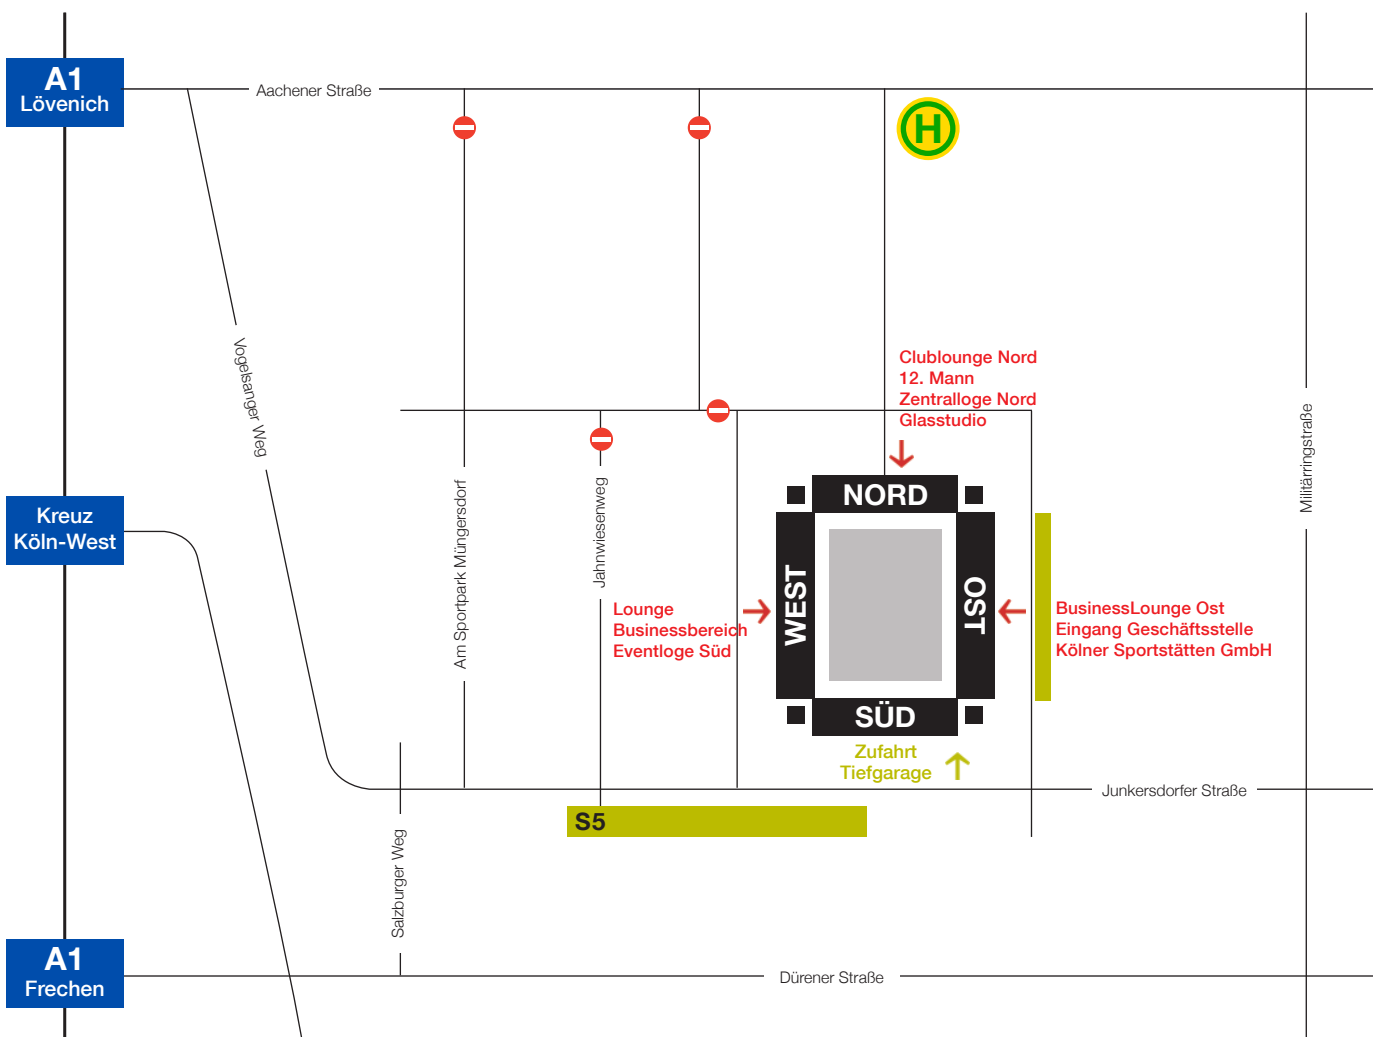 A1
Lövenich
Aachener Straße
H
Vogelsanger Weg
Clublounge Nord
12. Mann
Zentralloge Nord
Glasstudio
Militärringstraße
Kreuz
Köln-West
Am Sportpark Müngersdorf
Jahnwiesenweg
NORD
WEST
OST
SÜD
Lounge
Businessbereich
Eventloge Süd
BusinessLounge Ost
Eingang Geschäftsstelle
Kölner Sportstätten GmbH
Zufahrt
Tiefgarage
Junkersdorfer Straße
S5
Salzburger Weg
A1
Frechen
Dürener Straße